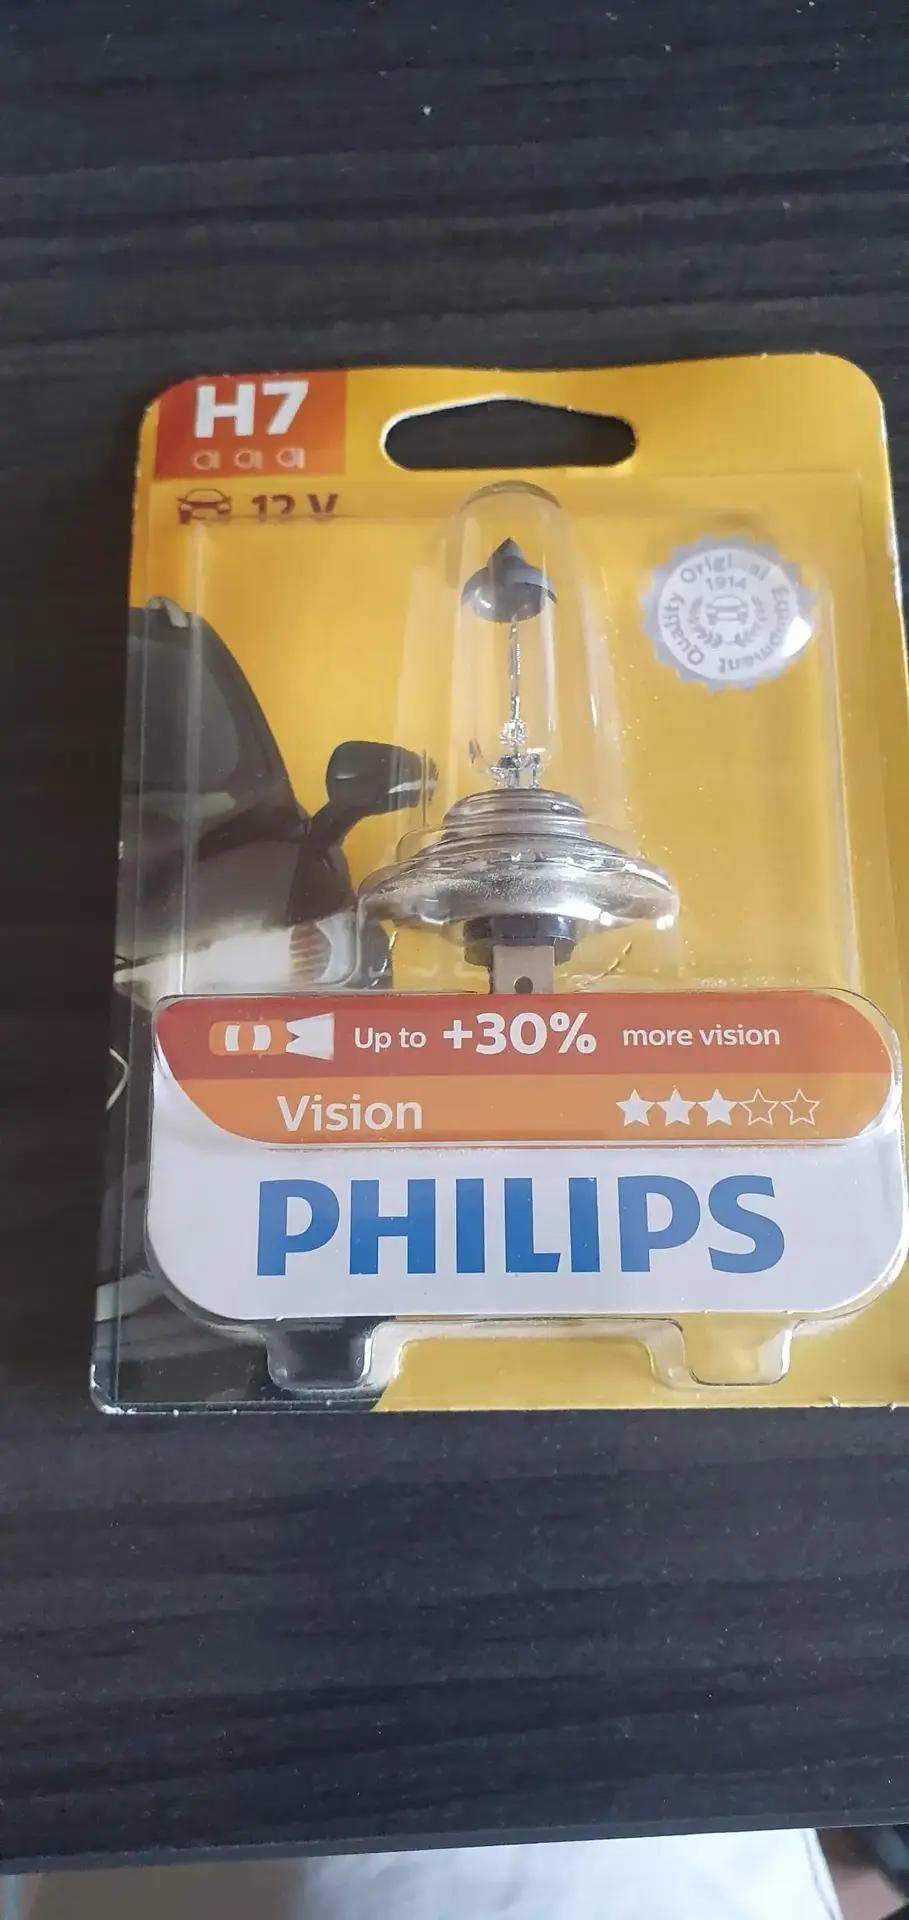 H7
12 V
Quality Original Equipment
1914
Up to +30% more vision
Vision
PHILIPS